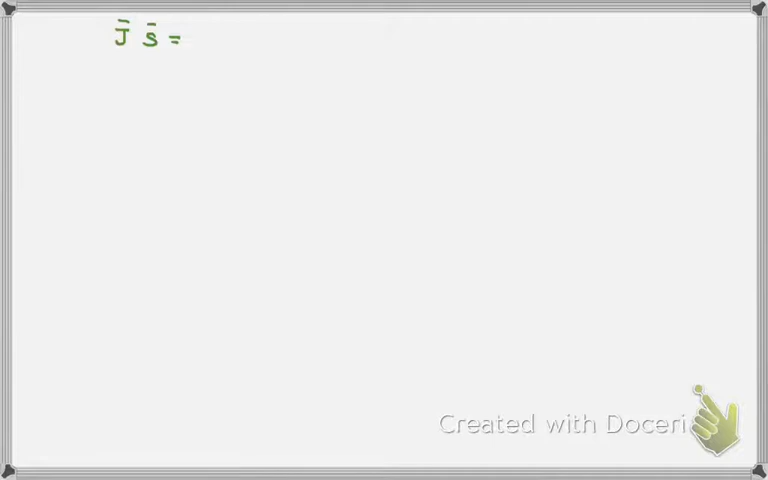 J̄ s̄ =
Created with Doceri